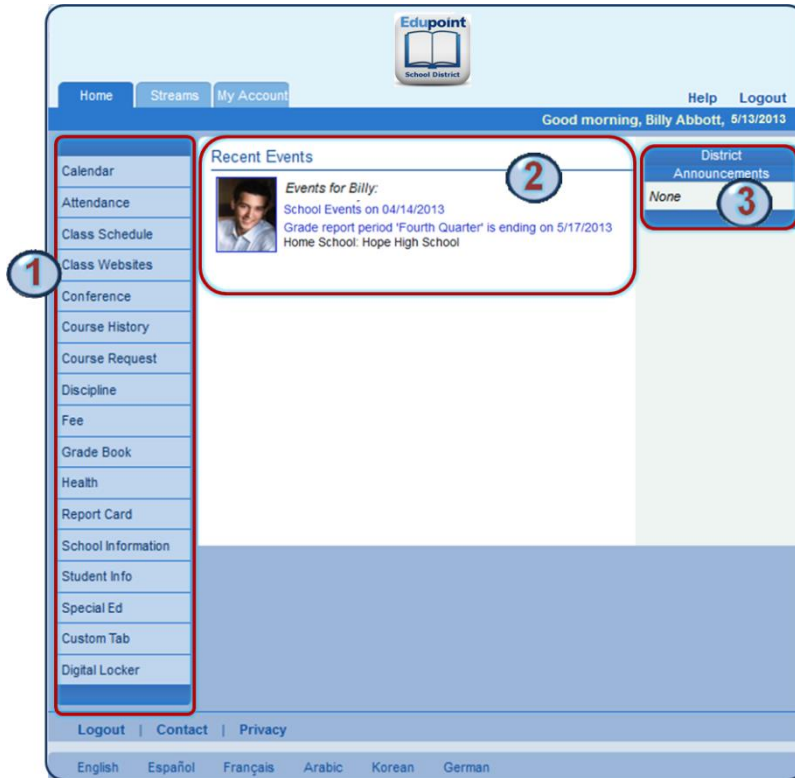 Edupoint
School District
Home Streams My Account
Help Logout
Good morning, Billy Abbott, 5/13/2013
Calendar
Attendance
Class Schedule
Class Websites
Conference
Course History
Course Request
Discipline
Fee
Grade Book
Health
Report Card
School Information
Student Info
Special Ed
Custom Tab
Digital Locker
1
Recent Events
2
Events for Billy:
School Events on 04/14/2013
Grade report period 'Fourth Quarter' is ending on 5/17/2013
Home School: Hope High School
District
Announcements
None
3
Logout | Contact | Privacy
English Español Français Arabic Korean German